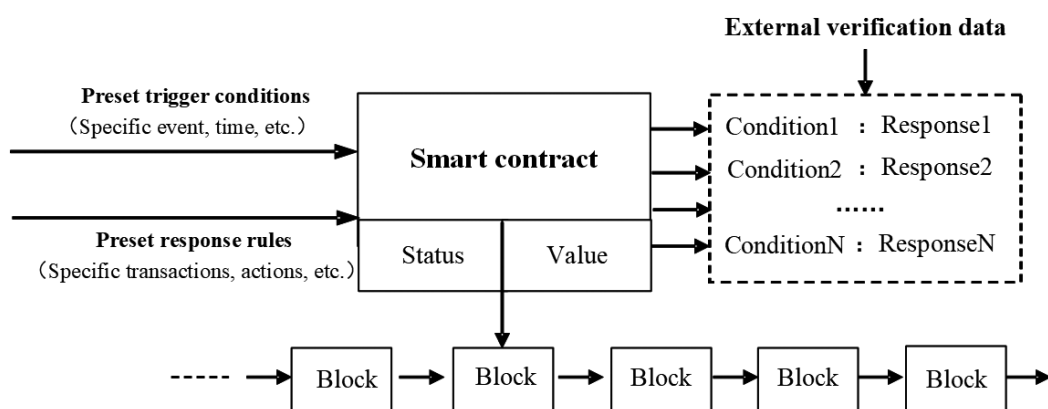 External verification data
Preset trigger conditions
（Specific event, time, etc.）
Smart contract
Condition1 : Response1
Condition2 : Response2
......
ConditionN : ResponseN
Preset response rules
（Specific transactions, actions, etc.）
Status Value
Block Block Block Block Block